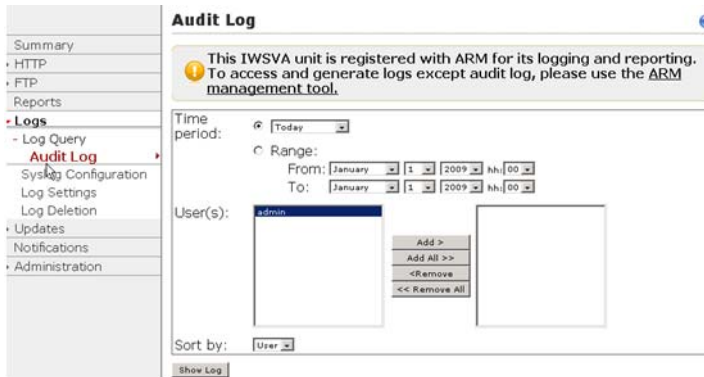 Audit Log
Summary
HTTP
FTP
Reports
Logs
- Log Query
Audit Log
Syslog Configuration
Log Settings
Log Deletion
Updates
Notifications
Administration
This IWSVA unit is registered with ARM for its logging and reporting.
To access and generate logs except audit log, please use the ARM
management tool.
Time
period:
Today
Range:
From: January 1 2009 hh: 00
To: January 1 2009 hh: 00
User(s):
admin
Add >
Add All >>
<Remove
<< Remove All
Sort by: User
Show Log